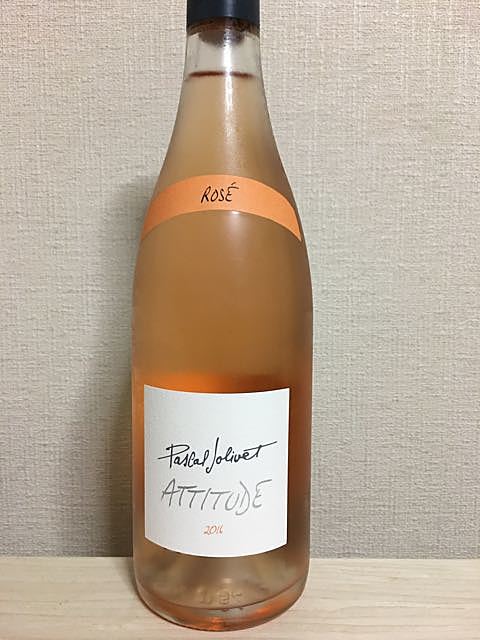 ROSÉ
Pascal Jolivet
ATTITUDE
2016